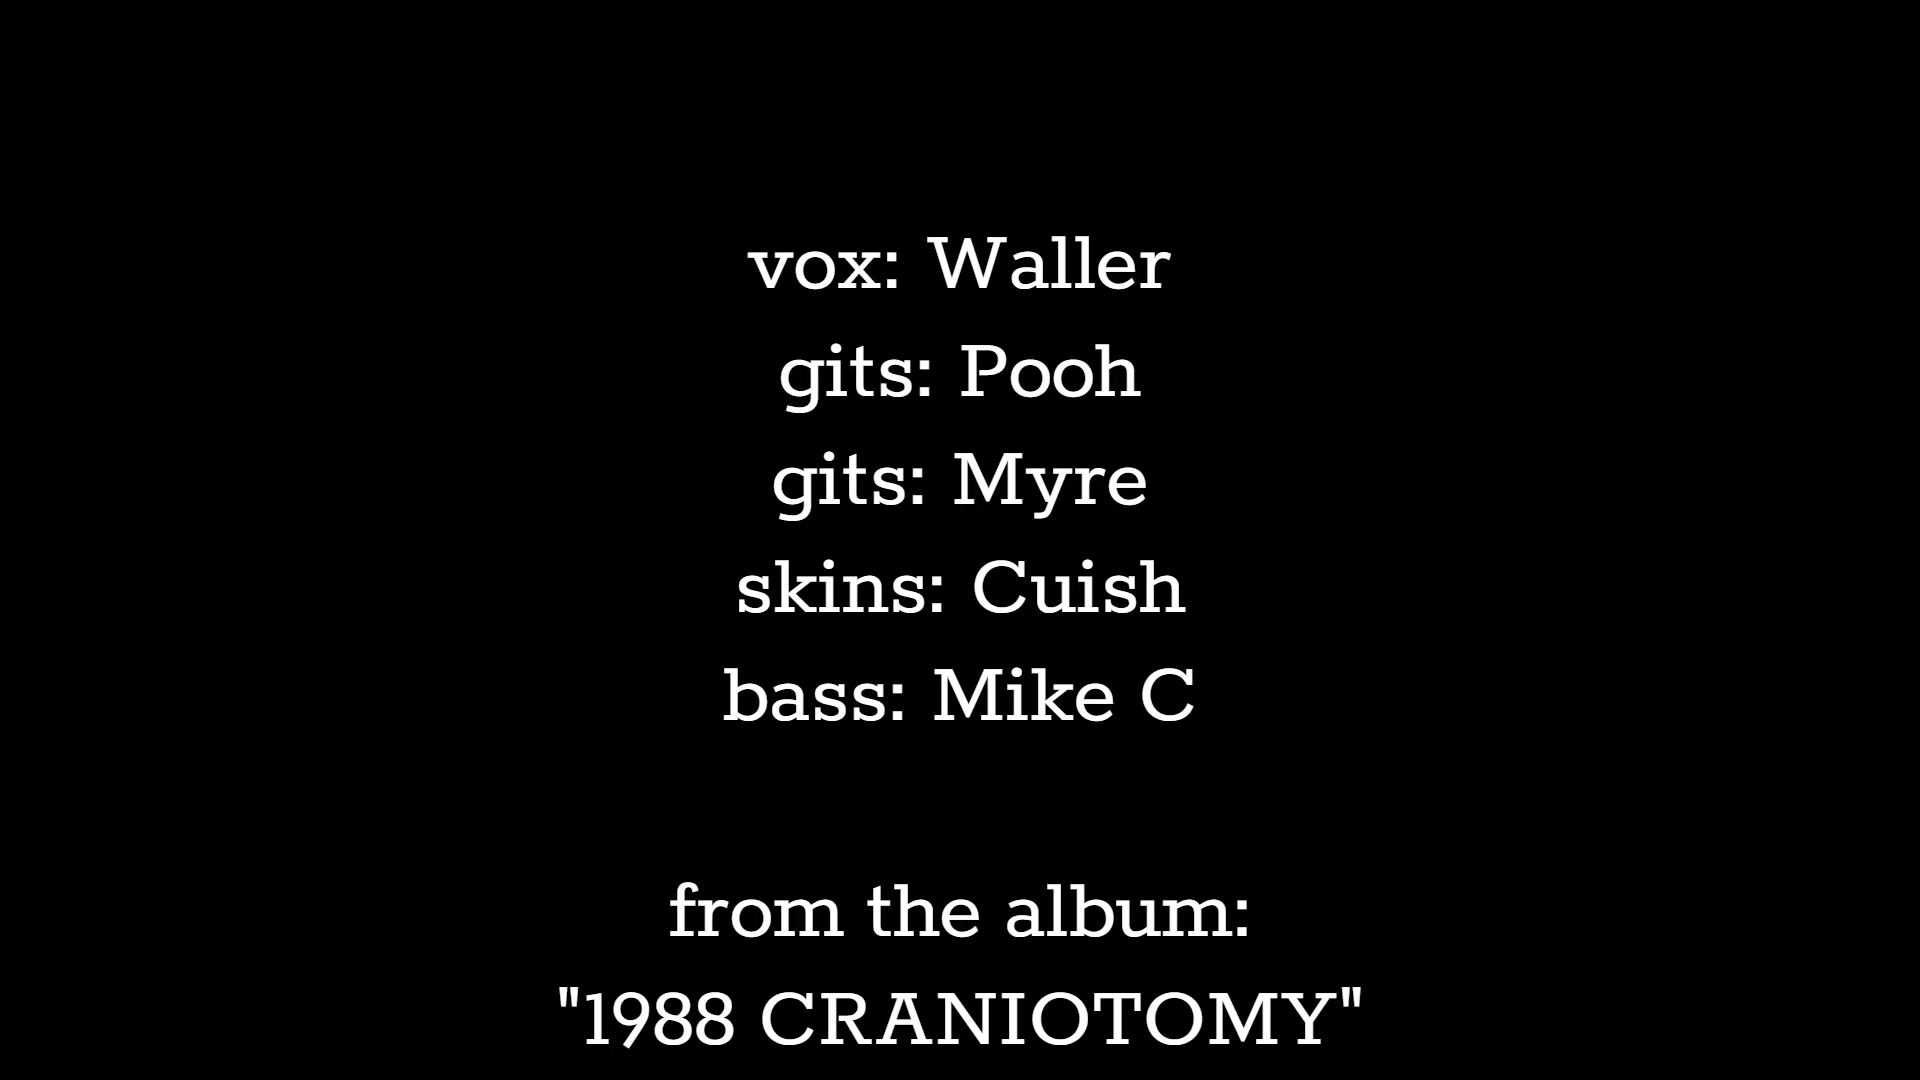 vox: Waller
gits: Pooh
gits: Myre
skins: Cuish
bass: Mike C
from the album:
"1988 CRANIOTOMY"